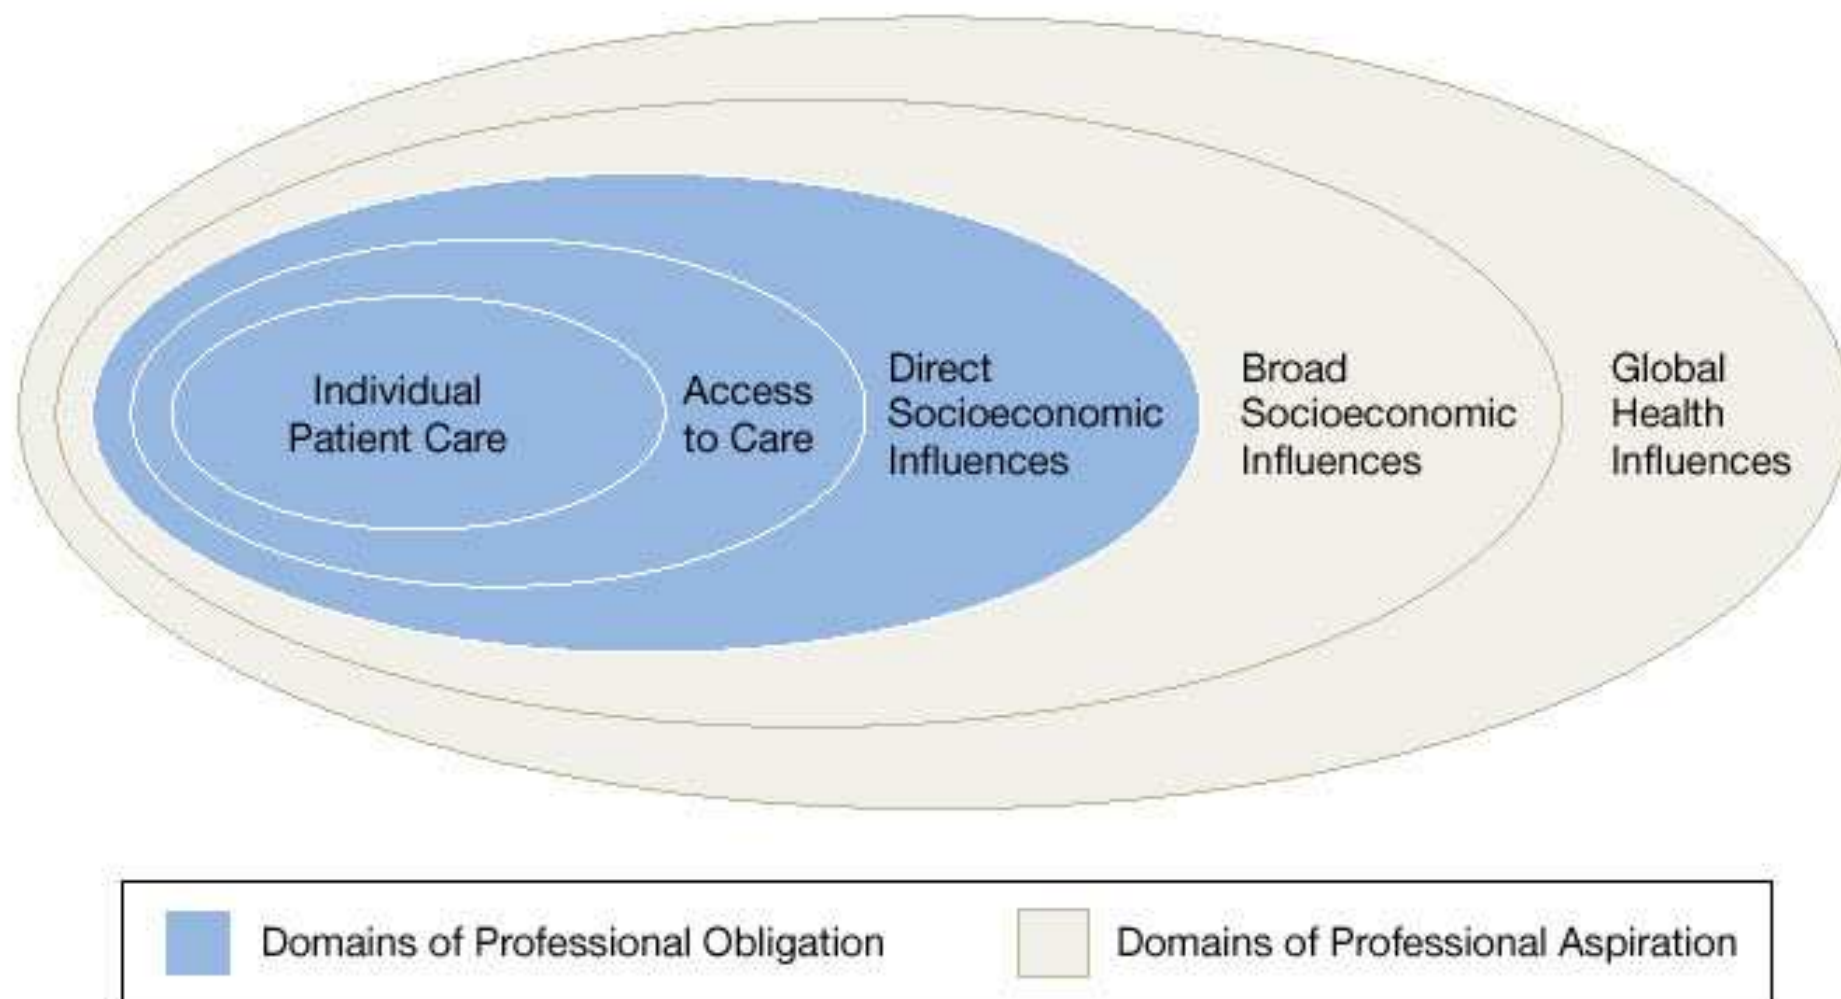 Individual
Patient Care
Access
to Care
Direct
Socioeconomic
Influences
Broad
Socioeconomic
Influences
Global
Health
Influences
Domains of Professional Obligation
Domains of Professional Aspiration